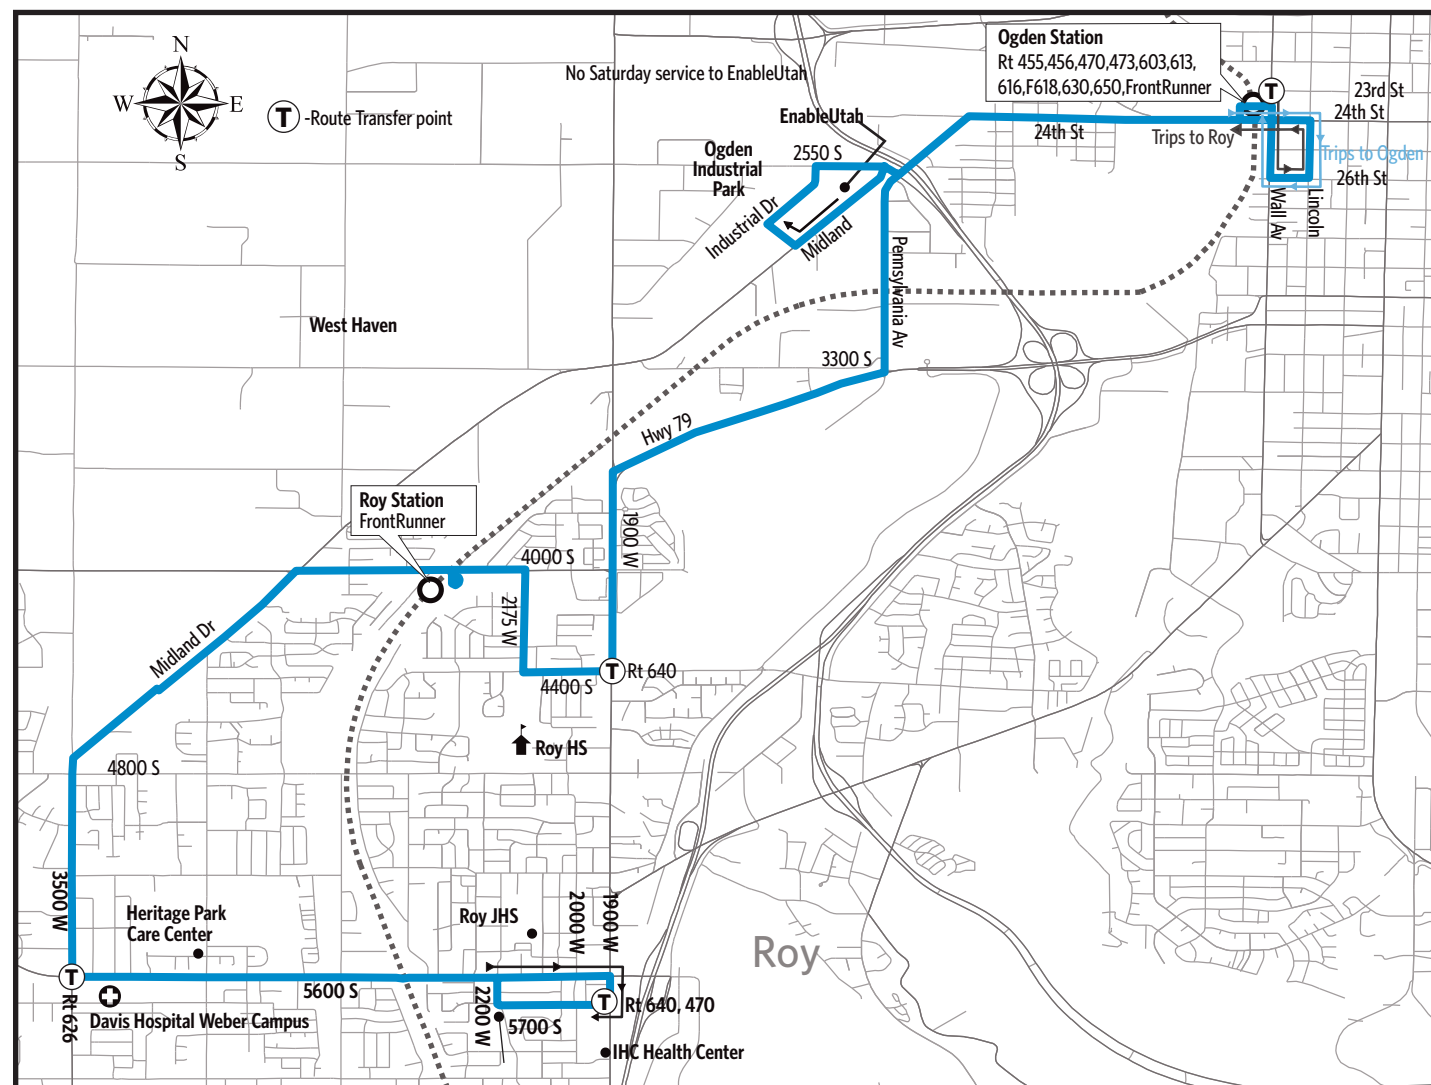 N
W
E
S
T
-Route Transfer point
No Saturday service to EnableUtah
Ogden Station
Rt 455,456,470,473,603,613,
616,F618,630,650,FrontRunner
T
23rd St
24th St
24th St
Trips to Roy
Trips to Ogden
26th St
Wall Av
Lincoln
EnableUtah
2550 S
Ogden
Industrial
Park
Industrial Dr
Midland
Pennsylvania Av
West Haven
3300 S
Hwy 79
Roy Station
FrontRunner
1900 W
4000 S
2175 W
Midland Dr
T
Rt 640
4400 S
Roy HS
4800 S
3500 W
Heritage Park
Care Center
Roy JHS
2000 W
1900 W
Roy
T
Rt 626
5600 S
2200 W
T
Rt 640, 470
Davis Hospital Weber Campus
5700 S
IHC Health Center